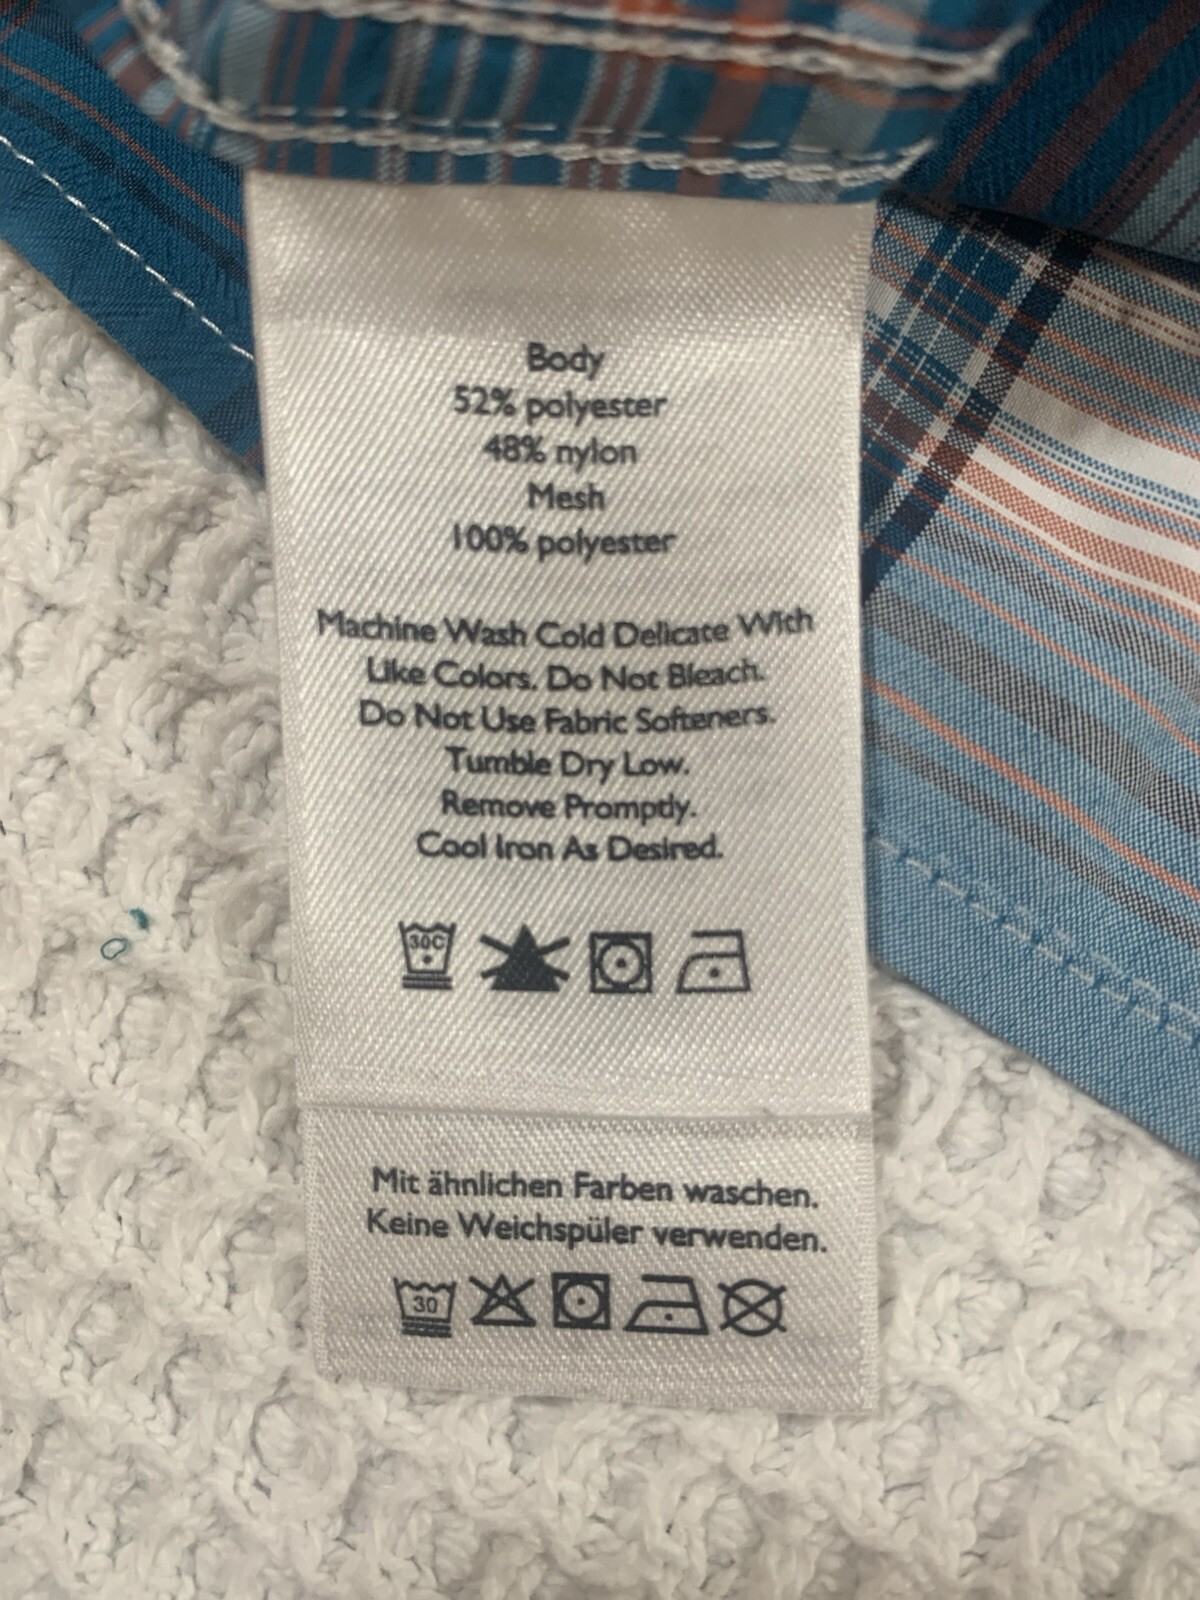 Body
52% polyester
48% nylon
Mesh
100% polyester
Machine Wash Cold Delicate With
Like Colors. Do Not Bleach.
Do Not Use Fabric Softeners.
Tumble Dry Low.
Remove Promptly.
Cool Iron As Desired.
30C
Mit ähnlichen Farben waschen.
Keine Weichspüler verwenden.
30